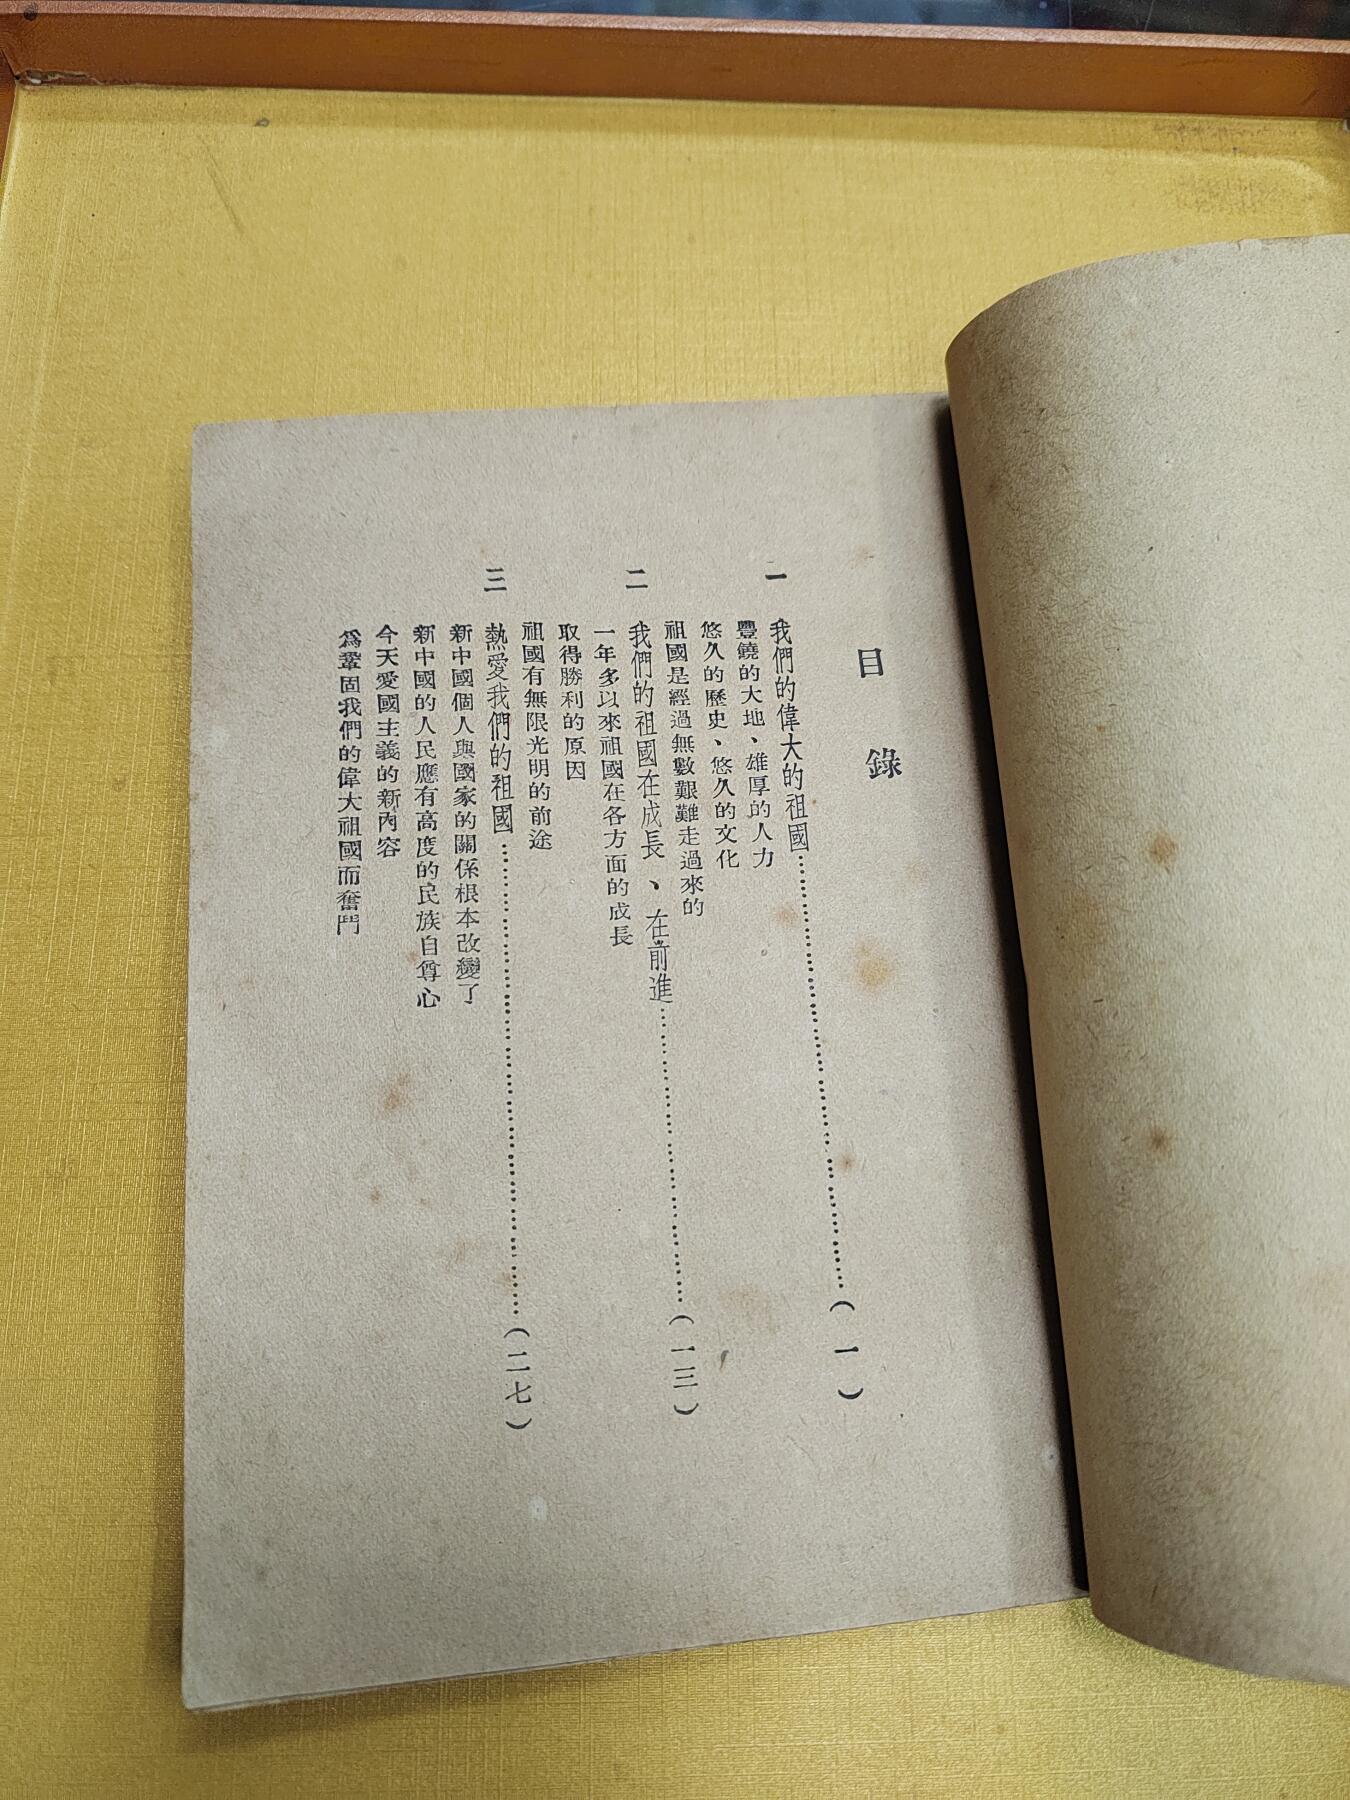 目錄
一 我們的偉大的祖國……（一）
豐饒的大地、雄厚的人力
悠久的歷史、悠久的文化
祖國是經過無數艱難走過來的
二 我們的祖國在成長、在前進……（一三）
一年多以來祖國在各方面的成長
取得勝利的原因
祖國有無限光明的前途
三 熱愛我們的祖國……（二七）
新中國個人與國家的關係根本改變了
新中國的人民應有高度的民族自尊心
今天愛國主義的新內容
爲鞏固我們的偉大祖國而奮鬥